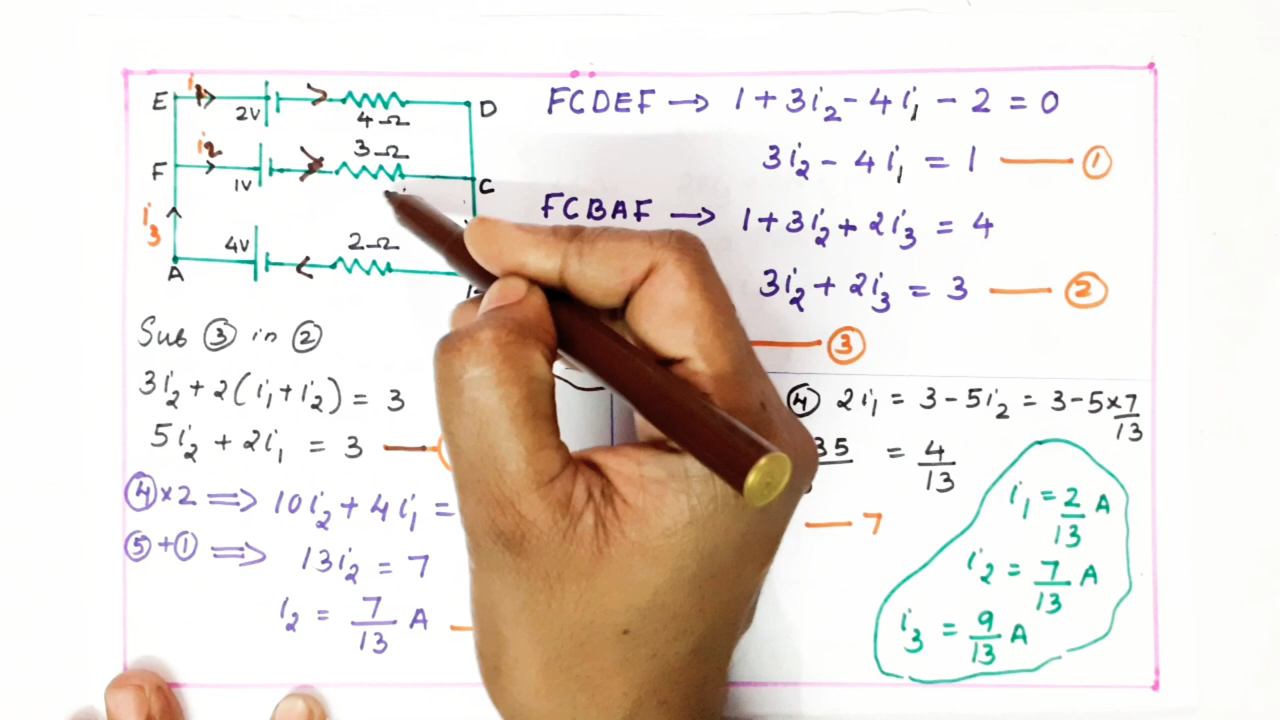 E i₁ 2V 4Ω D
F i₂ 1V 3Ω C
i₃ 4V 2Ω
A
FCDEF → 1 + 3i₂ - 4i₁ - 2 = 0
3i₂ - 4i₁ = 1 —— ①
FCBAF → 1 + 3i₂ + 2i₃ = 4
3i₂ + 2i₃ = 3 —— ②
—— ③
Sub ③ in ②
3i₂ + 2(i₁ + i₂) = 3
5i₂ + 2i₁ = 3 ——
④×2 ⟹ 10i₂ + 4i₁ =
⑤+① ⟹ 13i₂ = 7
i₂ = 7/13 A —
④ 2i₁ = 3 - 5i₂ = 3 - 5×7/13
35 = 4/13
—— 7
i₁ = 2/13 A
i₂ = 7/13 A
i₃ = 9/13 A